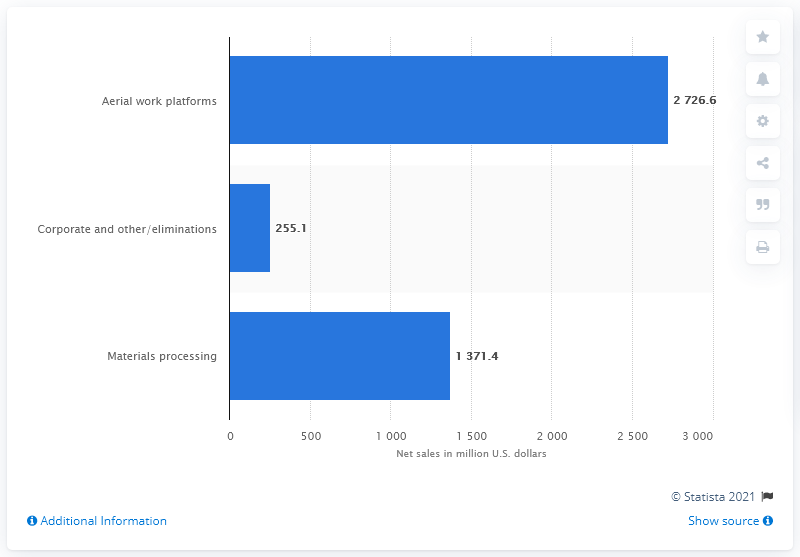 Aerial work platforms
2 726.6
Corporate and other/eliminations
255.1
Materials processing
1 371.4
0 500 1 000 1 500 2 000 2 500 3 000
Net sales in million U.S. dollars
© Statista 2021
Additional Information
Show source